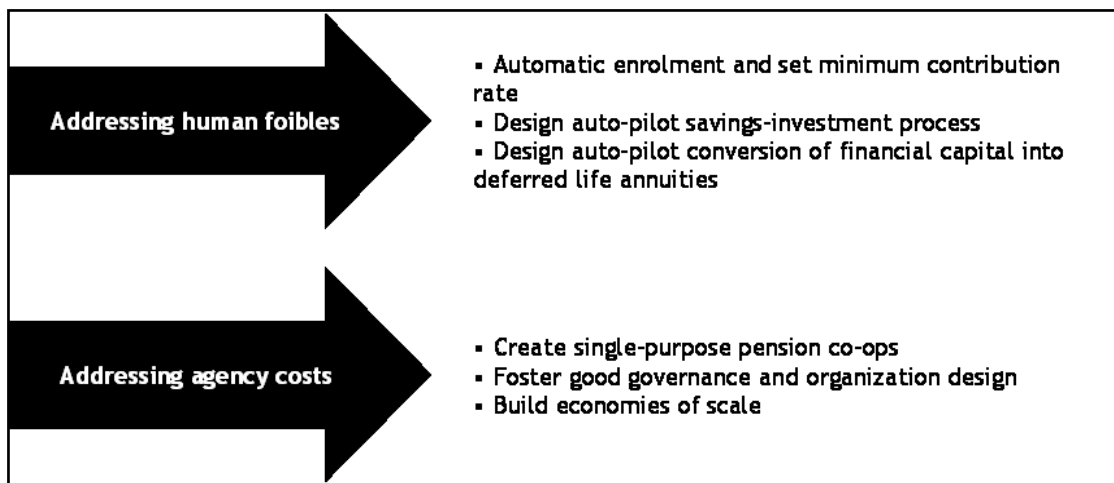 Addressing human foibles
▪ Automatic enrolment and set minimum contribution
rate
▪ Design auto-pilot savings-investment process
▪ Design auto-pilot conversion of financial capital into
deferred life annuities
Addressing agency costs
▪ Create single-purpose pension co-ops
▪ Foster good governance and organization design
▪ Build economies of scale